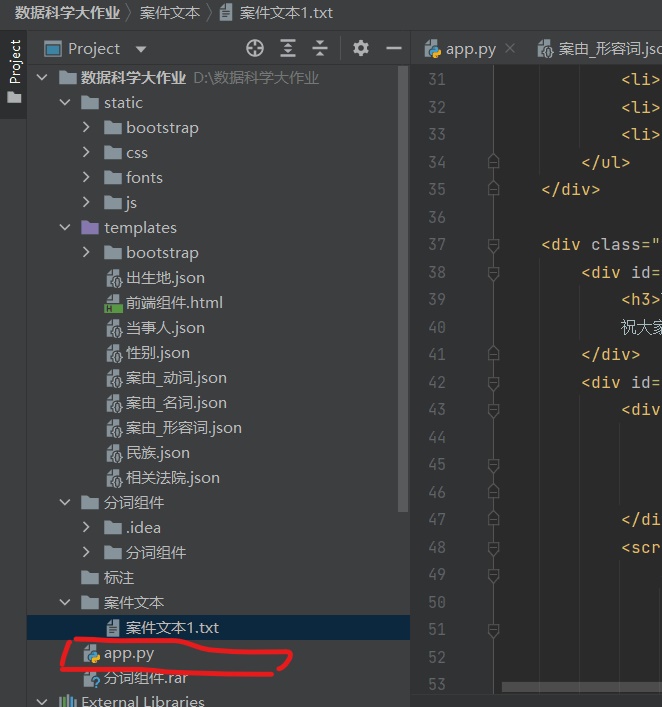 数据科学大作业 〉 案件文本 〉 案件文本1.txt
Project
Project
app.py
案由_形容词.jso
数据科学大作业 D:\数据科学大作业
static
bootstrap
css
fonts
js
templates
bootstrap
出生地.json
前端组件.html
当事人.json
性别.json
案由_动词.json
案由_名词.json
案由_形容词.json
民族.json
相关法院.json
分词组件
.idea
分词组件
标注
案件文本
案件文本1.txt
app.py
分词组件.rar
External Libraries
31 <li>
32 <li>
33 <li>
34 </ul>
35 </div>
36
37 <div class="
38 <div id=
39 <h3>
40 祝大家
41 </div>
42 <div id=
43 <div
44
45
46
47 </di
48 <scr
49
50
51
52
53